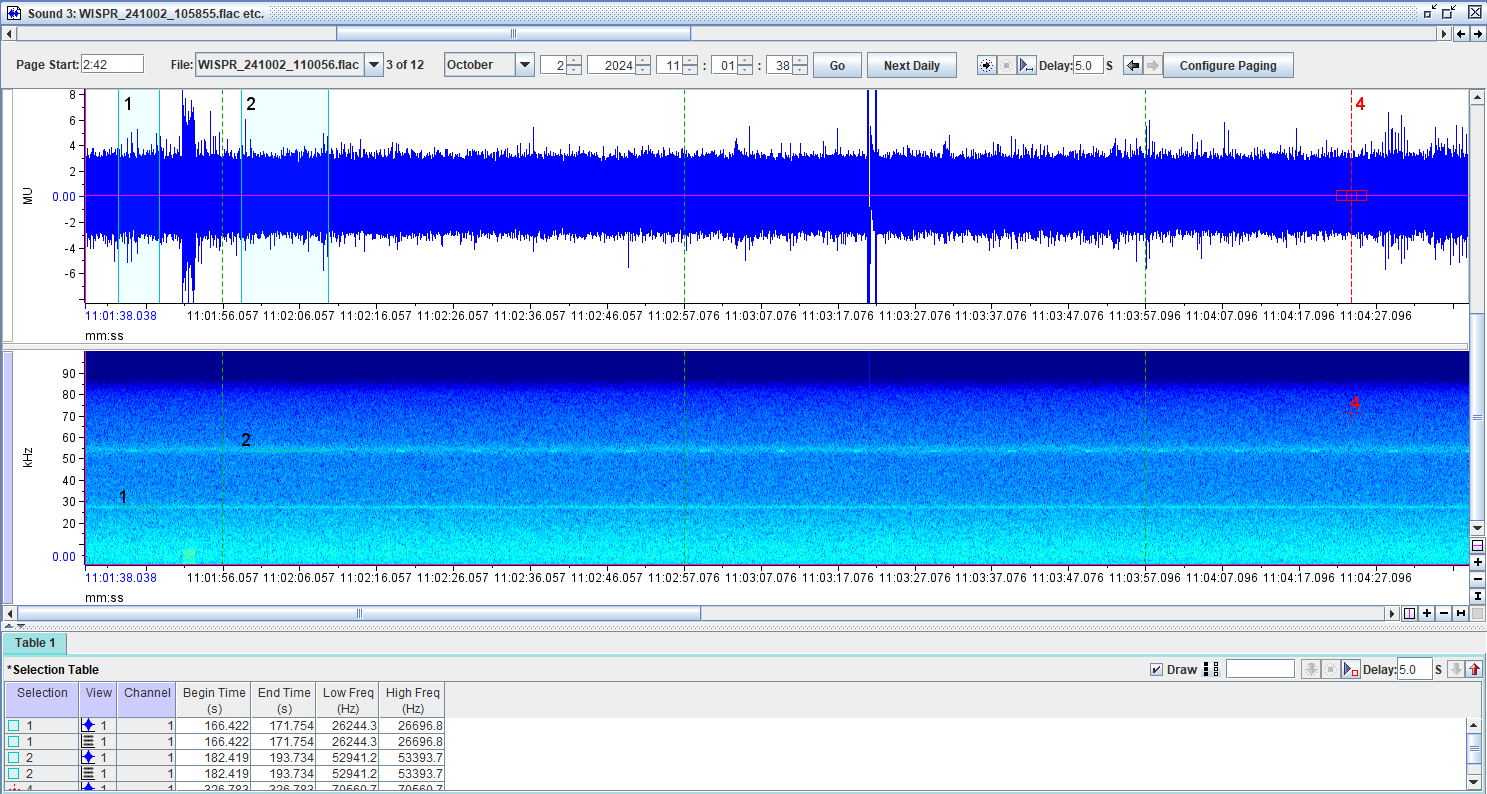 Sound 3: WISPR_241002_105855.flac etc.
Page Start: 2:42 File: WISPR_241002_110056.flac 3 of 12 October 2 2024 11 : 01 : 38 Go Next Daily Delay: 5.0 S Configure Paging
1 2 4
8
6
4
2
MU 0.00
-2
-4
-6
11:01:38.038 11:01:56.057 11:02:06.057 11:02:16.057 11:02:26.057 11:02:36.057 11:02:46.057 11:02:57.076 11:03:07.076 11:03:17.076 11:03:27.076 11:03:37.076 11:03:47.076 11:03:57.096 11:04:07.096 11:04:17.096 11:04:27.096
mm:ss
90
80
4
70
60
2
50
kHz
40
30
1
20
0.00
11:01:38.038 11:01:56.057 11:02:06.057 11:02:16.057 11:02:26.057 11:02:36.057 11:02:46.057 11:02:57.076 11:03:07.076 11:03:17.076 11:03:27.076 11:03:37.076 11:03:47.076 11:03:57.096 11:04:07.096 11:04:17.096 11:04:27.096
mm:ss
Table 1
*Selection Table Draw Delay: 5.0 S
Selection View Channel Begin Time End Time Low Freq High Freq
(s) (s) (Hz) (Hz)
1 1 1 166.422 171.754 26244.3 26696.8
1 1 1 166.422 171.754 26244.3 26696.8
2 1 1 182.419 193.734 52941.2 53393.7
2 1 1 182.419 193.734 52941.2 53393.7
4 1 1 326.783 326.783 70560.7 70560.7